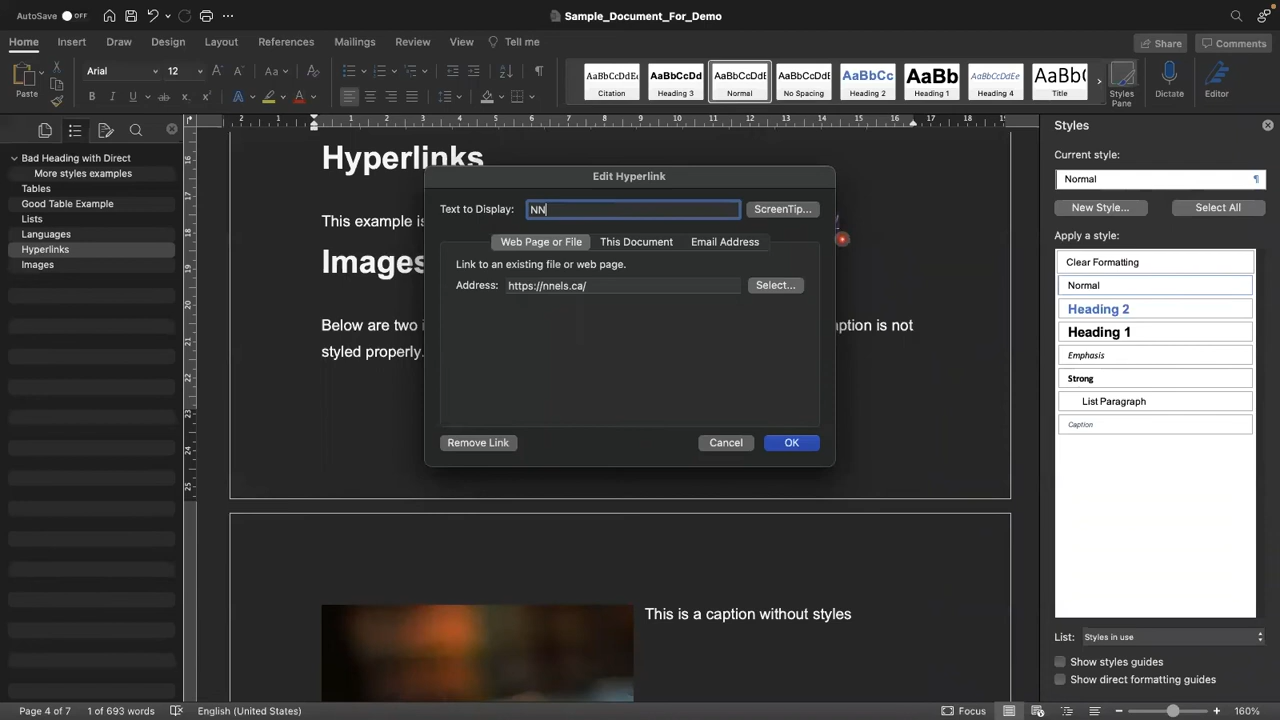 AutoSave OFF
Sample_Document_For_Demo
Home Insert Draw Design Layout References Mailings Review View Tell me
Share Comments
Paste
Arial 12
AaBbCcDdEe Citation
AaBbCcDd Heading 3
AaBbCcDdE Normal
AaBbCcDdE No Spacing
AaBbCc Heading 2
AaBb Heading 1
AaBbCcDdEe Heading 4
AaBbC Title
Styles Pane
Dictate
Editor
Bad Heading with Direct
More styles examples
Tables
Good Table Example
Lists
Languages
Hyperlinks
Images
Hyperlinks
This example is
Images
Below are two
ption is not
styled properly.
Edit Hyperlink
Text to Display: NN
ScreenTip...
Web Page or File This Document Email Address
Link to an existing file or web page.
Address: https://nnels.ca/
Select...
Remove Link Cancel OK
This is a caption without styles
Styles
Current style:
Normal
New Style... Select All
Apply a style:
Clear Formatting
Normal
Heading 2
Heading 1
Emphasis
Strong
List Paragraph
Caption
List: Styles in use
Show styles guides
Show direct formatting guides
Page 4 of 7 1 of 693 words English (United States) Focus 160%